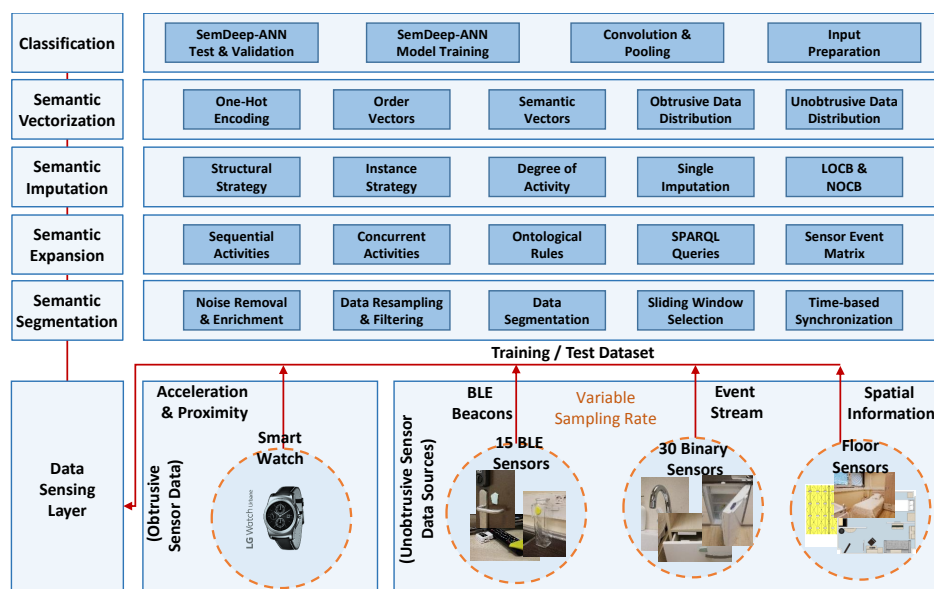 Classification
SemDeep-ANN
Test & Validation
SemDeep-ANN
Model Training
Convolution &
Pooling
Input
Preparation
Semantic
Vectorization
One-Hot
Encoding
Order
Vectors
Semantic
Vectors
Obtrusive Data
Distribution
Unobtrusive Data
Distribution
Semantic
Imputation
Structural
Strategy
Instance
Strategy
Degree of
Activity
Single
Imputation
LOCB &
NOCB
Semantic
Expansion
Sequential
Activities
Concurrent
Activities
Ontological
Rules
SPARQL
Queries
Sensor Event
Matrix
Semantic
Segmentation
Noise Removal
& Enrichment
Data Resampling
& Filtering
Data
Segmentation
Sliding Window
Selection
Time-based
Synchronization
Training / Test Dataset
Data
Sensing
Layer
(Obtrusive
Sensor Data)
Acceleration
& Proximity
Smart
Watch
LG Watch Urbane
(Unobtrusive Sensor
Data Sources)
BLE
Beacons
Variable
Sampling Rate
Event
Stream
Spatial
Information
15 BLE
Sensors
30 Binary
Sensors
Floor
Sensors